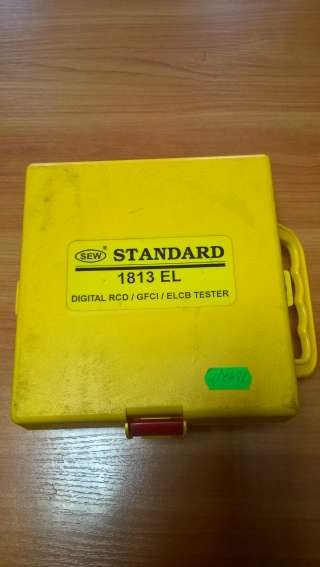 SEW ® STANDARD
1813 EL
DIGITAL RCD / GFCI / ELCB TESTER